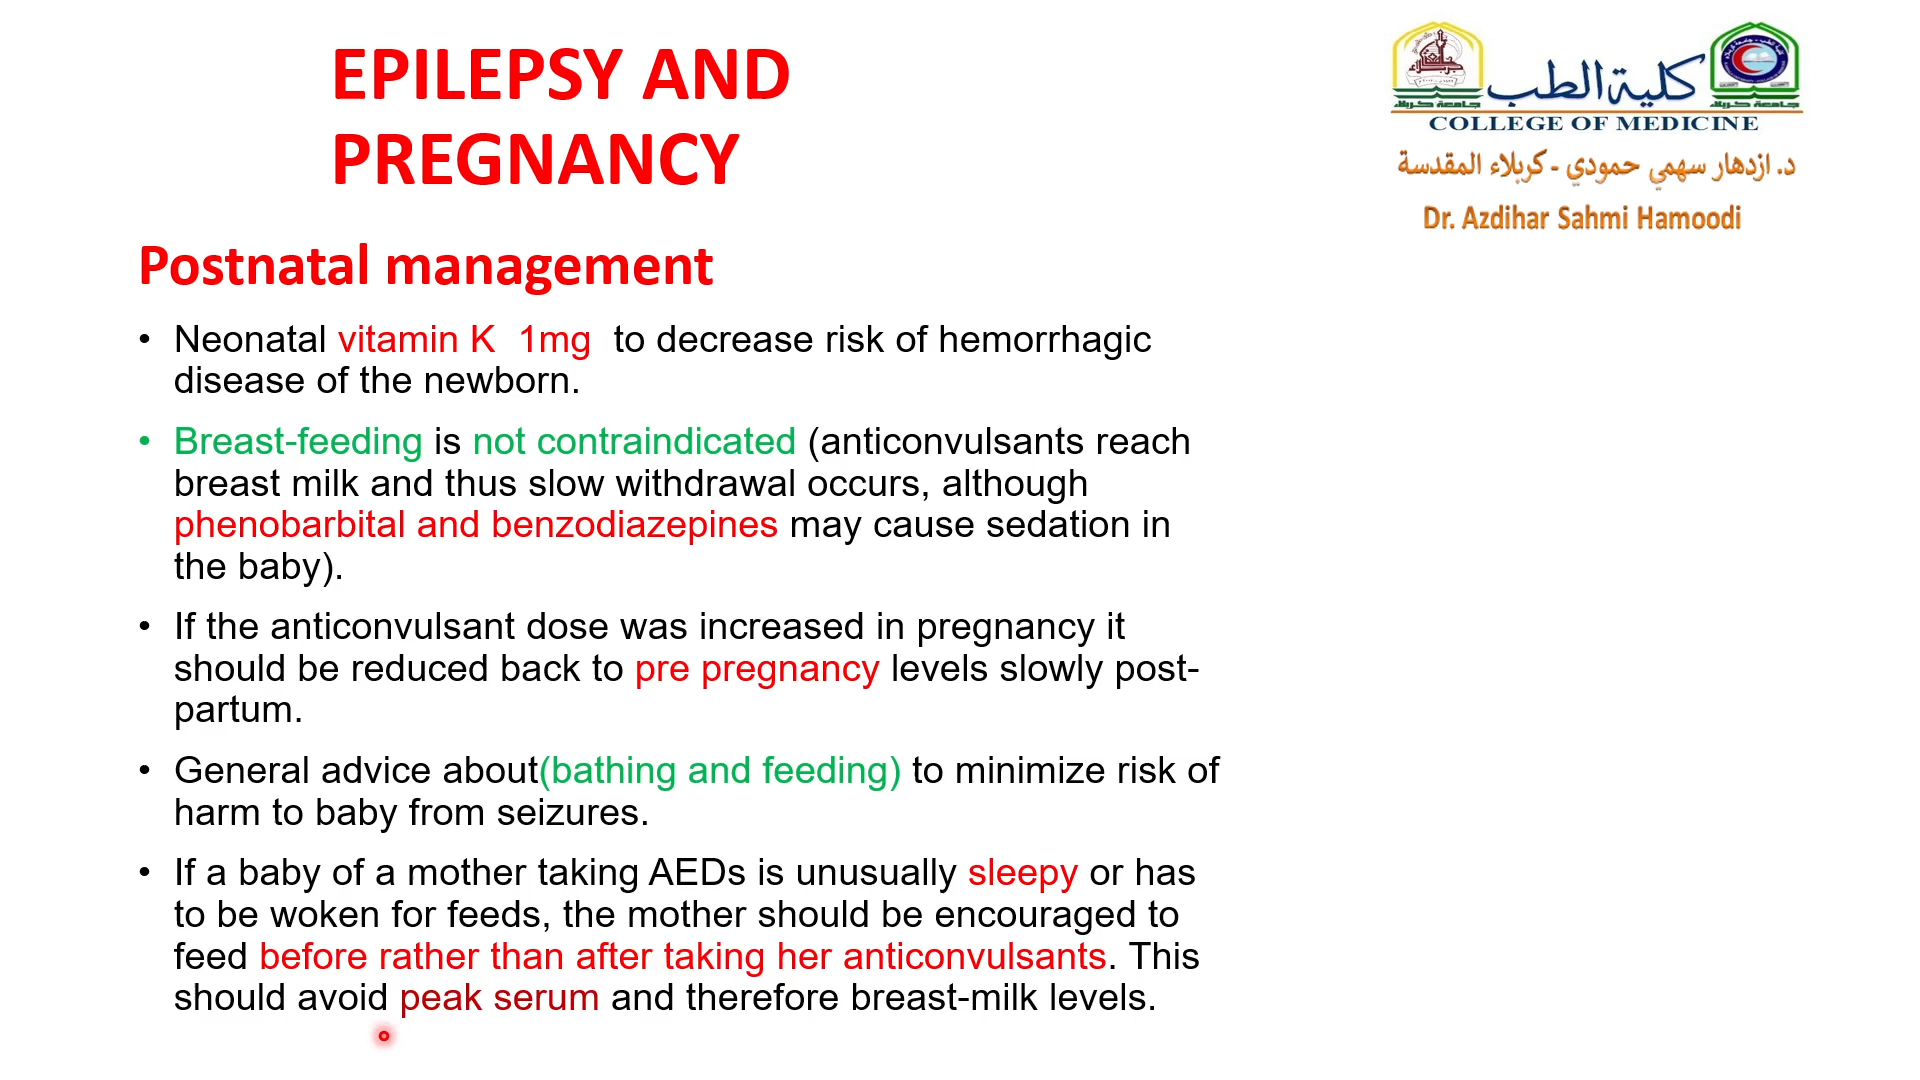 EPILEPSY AND
PREGNANCY
كلية الطب
جامعة كربلاء
جامعة كربلاء
COLLEGE OF MEDICINE
د. ازدهار سهمي حمودي - كربلاء المقدسة
Dr. Azdihar Sahmi Hamoodi
Postnatal management
• Neonatal vitamin K 1mg to decrease risk of hemorrhagic
disease of the newborn.
• Breast-feeding is not contraindicated (anticonvulsants reach
breast milk and thus slow withdrawal occurs, although
phenobarbital and benzodiazepines may cause sedation in
the baby).
• If the anticonvulsant dose was increased in pregnancy it
should be reduced back to pre pregnancy levels slowly post-
partum.
• General advice about(bathing and feeding) to minimize risk of
harm to baby from seizures.
• If a baby of a mother taking AEDs is unusually sleepy or has
to be woken for feeds, the mother should be encouraged to
feed before rather than after taking her anticonvulsants. This
should avoid peak serum and therefore breast-milk levels.